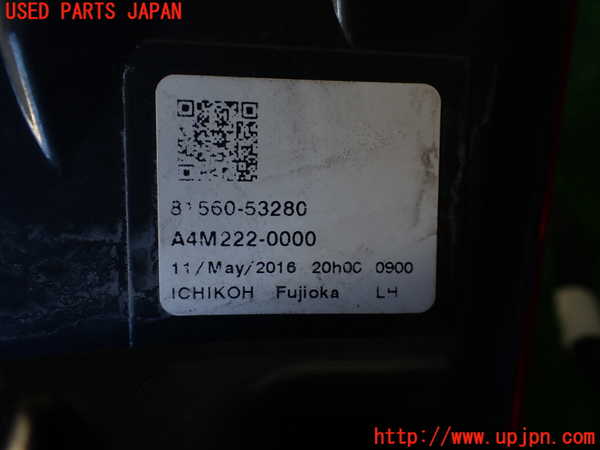 USED PARTS JAPAN
81560-53280
A4M222-0000
11/May/2016 20h00 0900
ICHIKOH Fujioka LH
http://www.upjpn.com/